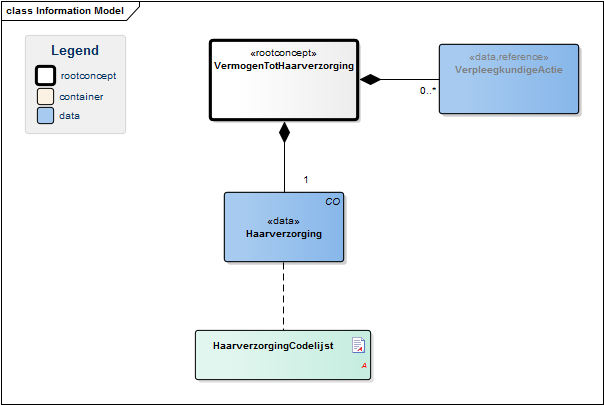 class Information Model
Legend
rootconcept
container
data
«rootconcept»
VermogenTotHaarverzorging
«data,reference»
VerpleegkundigeActie
0..*
1
CO
«data»
Haarverzorging
HaarverzorgingCodelijst
A